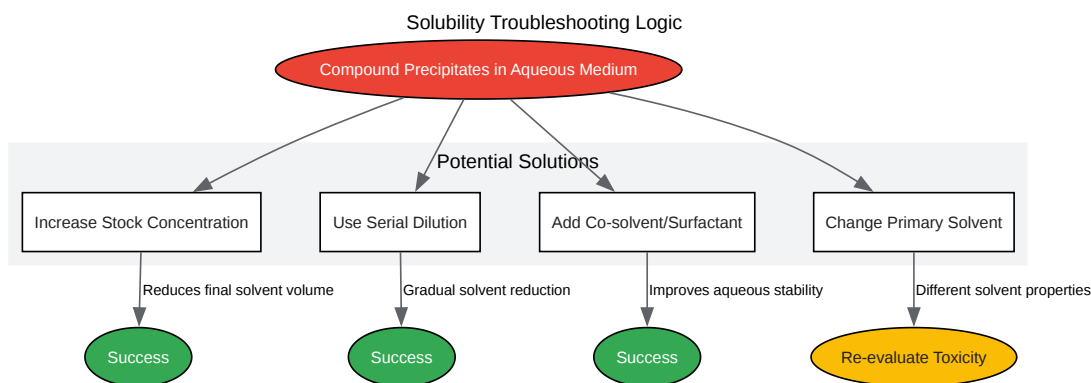 Solubility Troubleshooting Logic
Compound Precipitates in Aqueous Medium
Potential Solutions
Increase Stock Concentration
Use Serial Dilution
Add Co-solvent/Surfactant
Change Primary Solvent
Reduces final solvent volume
Gradual solvent reduction
Improves aqueous stability
Different solvent properties
Success
Success
Success
Re-evaluate Toxicity